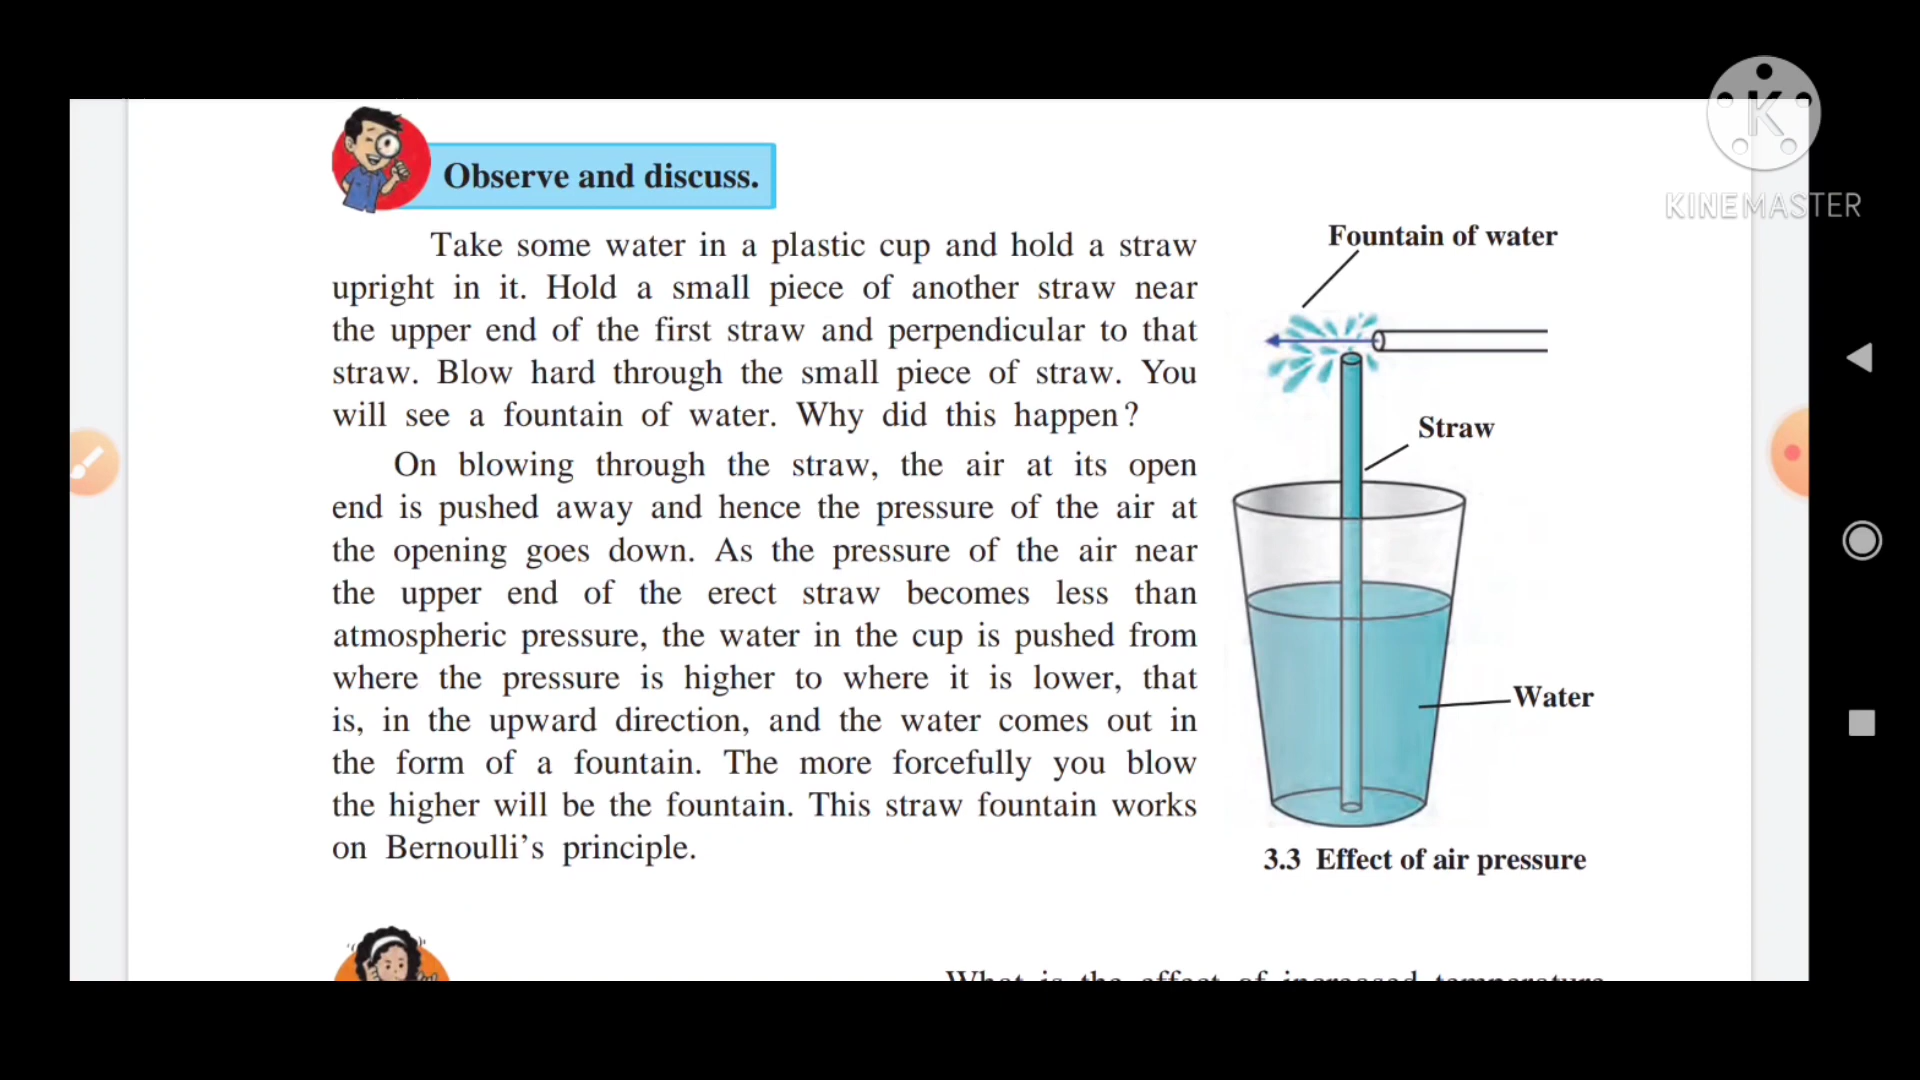 KINEMASTER
Observe and discuss.
Take some water in a plastic cup and hold a straw
upright in it. Hold a small piece of another straw near
the upper end of the first straw and perpendicular to that
straw. Blow hard through the small piece of straw. You
will see a fountain of water. Why did this happen?
On blowing through the straw, the air at its open
end is pushed away and hence the pressure of the air at
the opening goes down. As the pressure of the air near
the upper end of the erect straw becomes less than
atmospheric pressure, the water in the cup is pushed from
where the pressure is higher to where it is lower, that
is, in the upward direction, and the water comes out in
the form of a fountain. The more forcefully you blow
the higher will be the fountain. This straw fountain works
on Bernoulli's principle.
Fountain of water
Straw
Water
3.3 Effect of air pressure
What is the effect of increased temperature